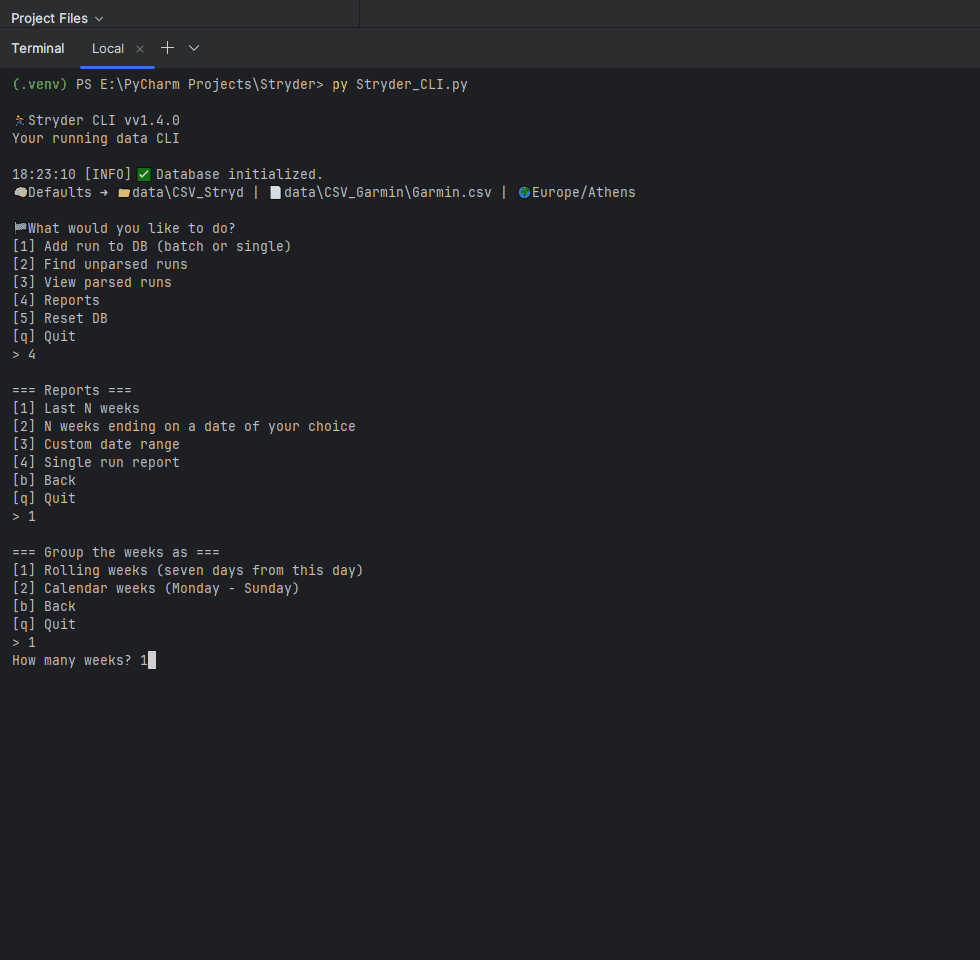 Project Files
Terminal Local
(.venv) PS E:\PyCharm Projects\Stryder> py Stryder_CLI.py
🏃Stryder CLI vv1.4.0
Your running data CLI
18:23:10 [INFO] ✅ Database initialized.
🧠Defaults → 📁data\CSV_Stryd | 📄data\CSV_Garmin\Garmin.csv | 🌍Europe/Athens
🏁What would you like to do?
[1] Add run to DB (batch or single)
[2] Find unparsed runs
[3] View parsed runs
[4] Reports
[5] Reset DB
[q] Quit
> 4
=== Reports ===
[1] Last N weeks
[2] N weeks ending on a date of your choice
[3] Custom date range
[4] Single run report
[b] Back
[q] Quit
> 1
=== Group the weeks as ===
[1] Rolling weeks (seven days from this day)
[2] Calendar weeks (Monday - Sunday)
[b] Back
[q] Quit
> 1
How many weeks? 1